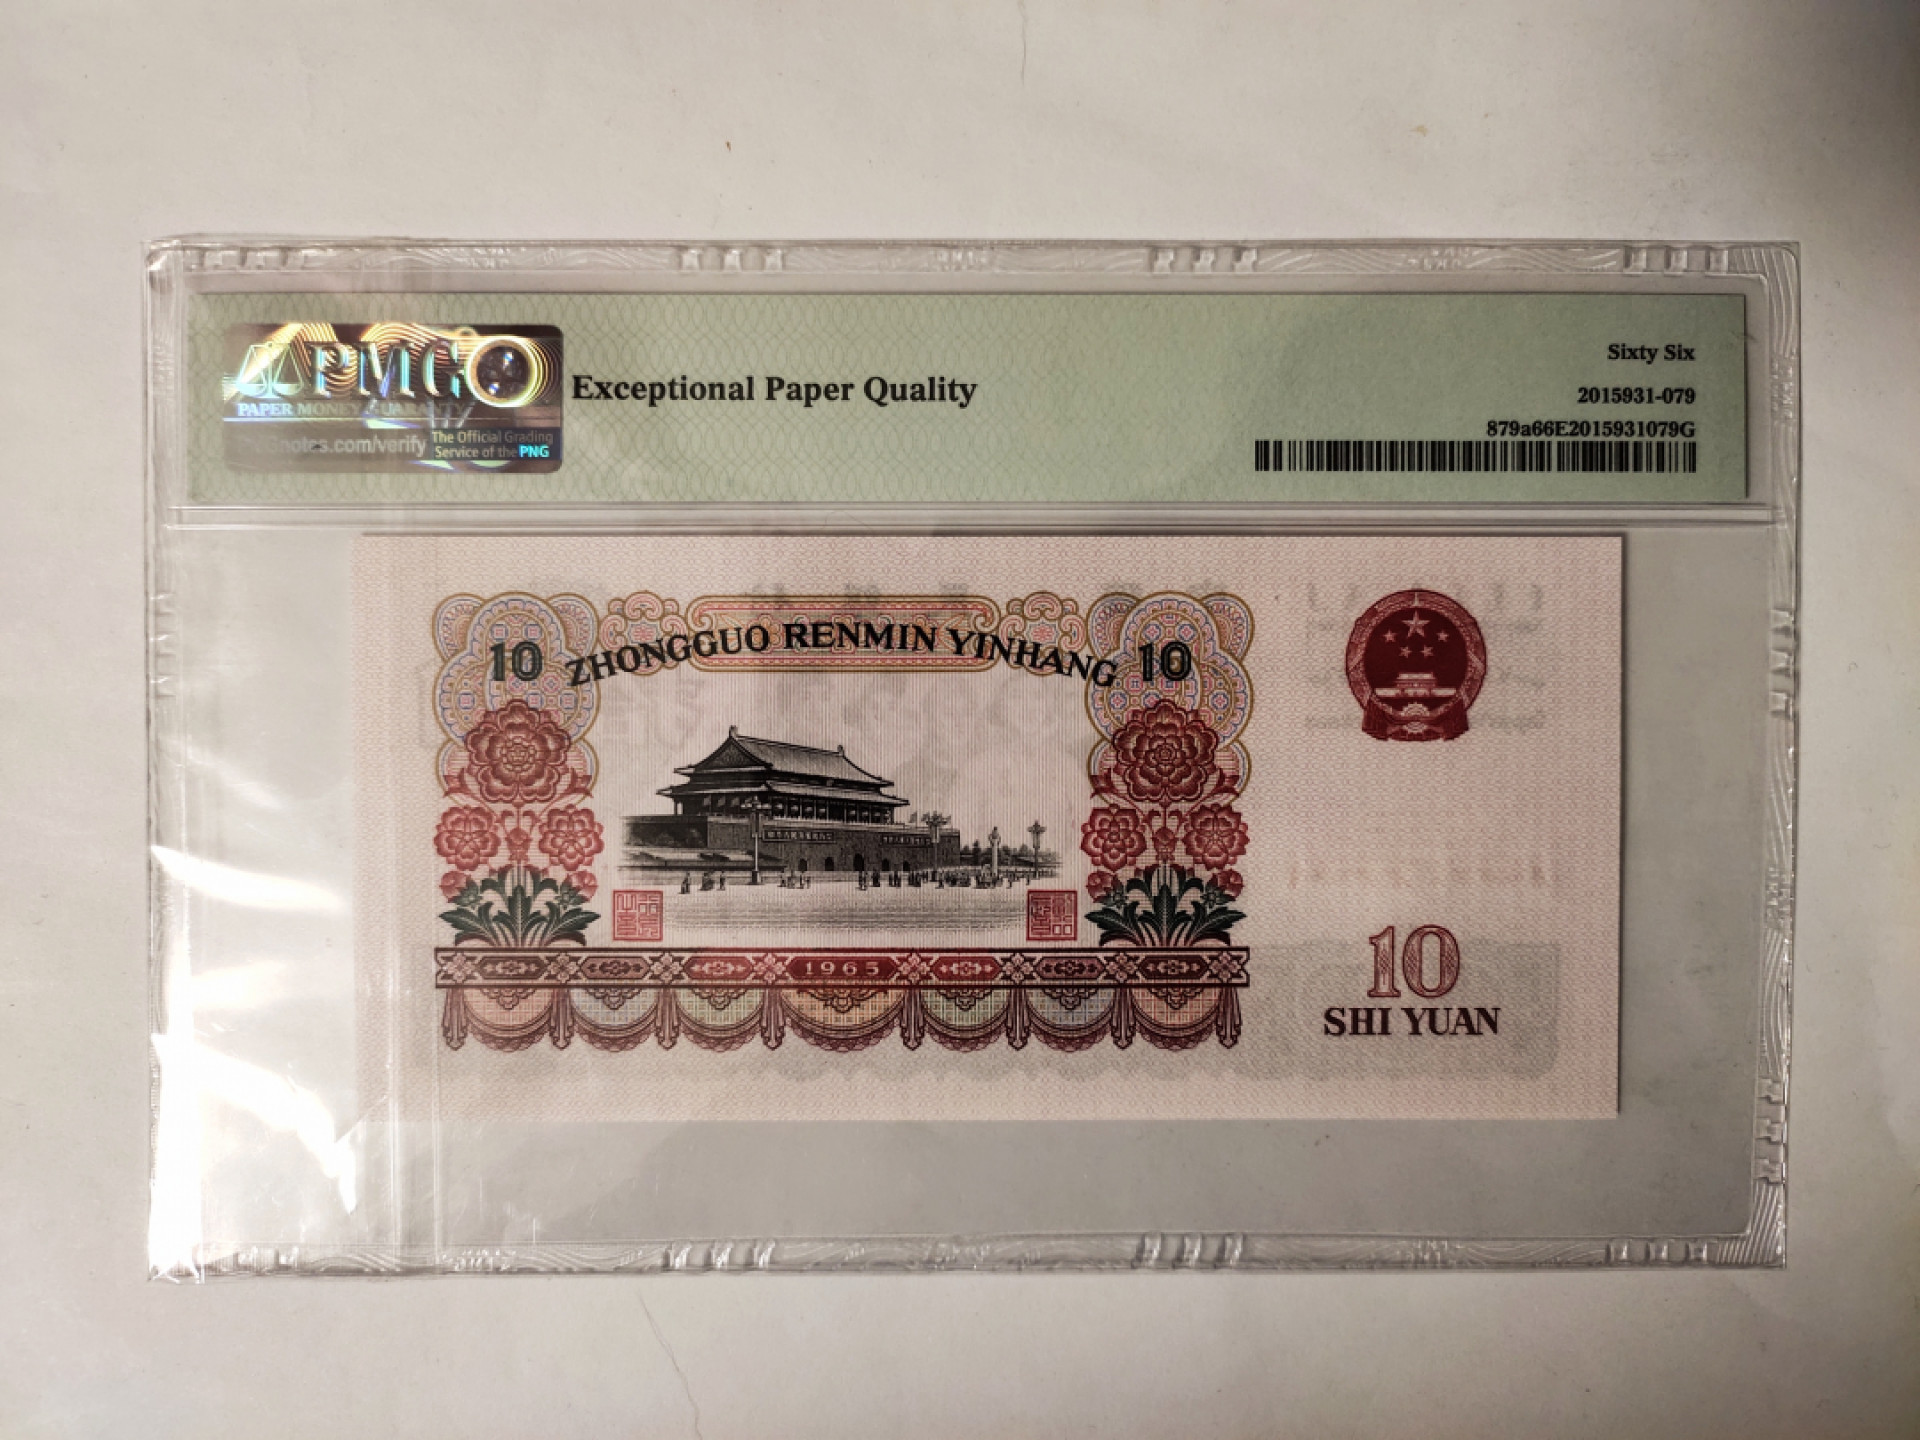 PMG
PAPER MONEY GUARANTY
PMGnotes.com/verify
The Official Grading
Service of the PNG
Exceptional Paper Quality
Sixty Six
2015931-079
879a66E2015931079G
10 ZHONGGUO RENMIN YINHANG 10
1965
10
SHI YUAN